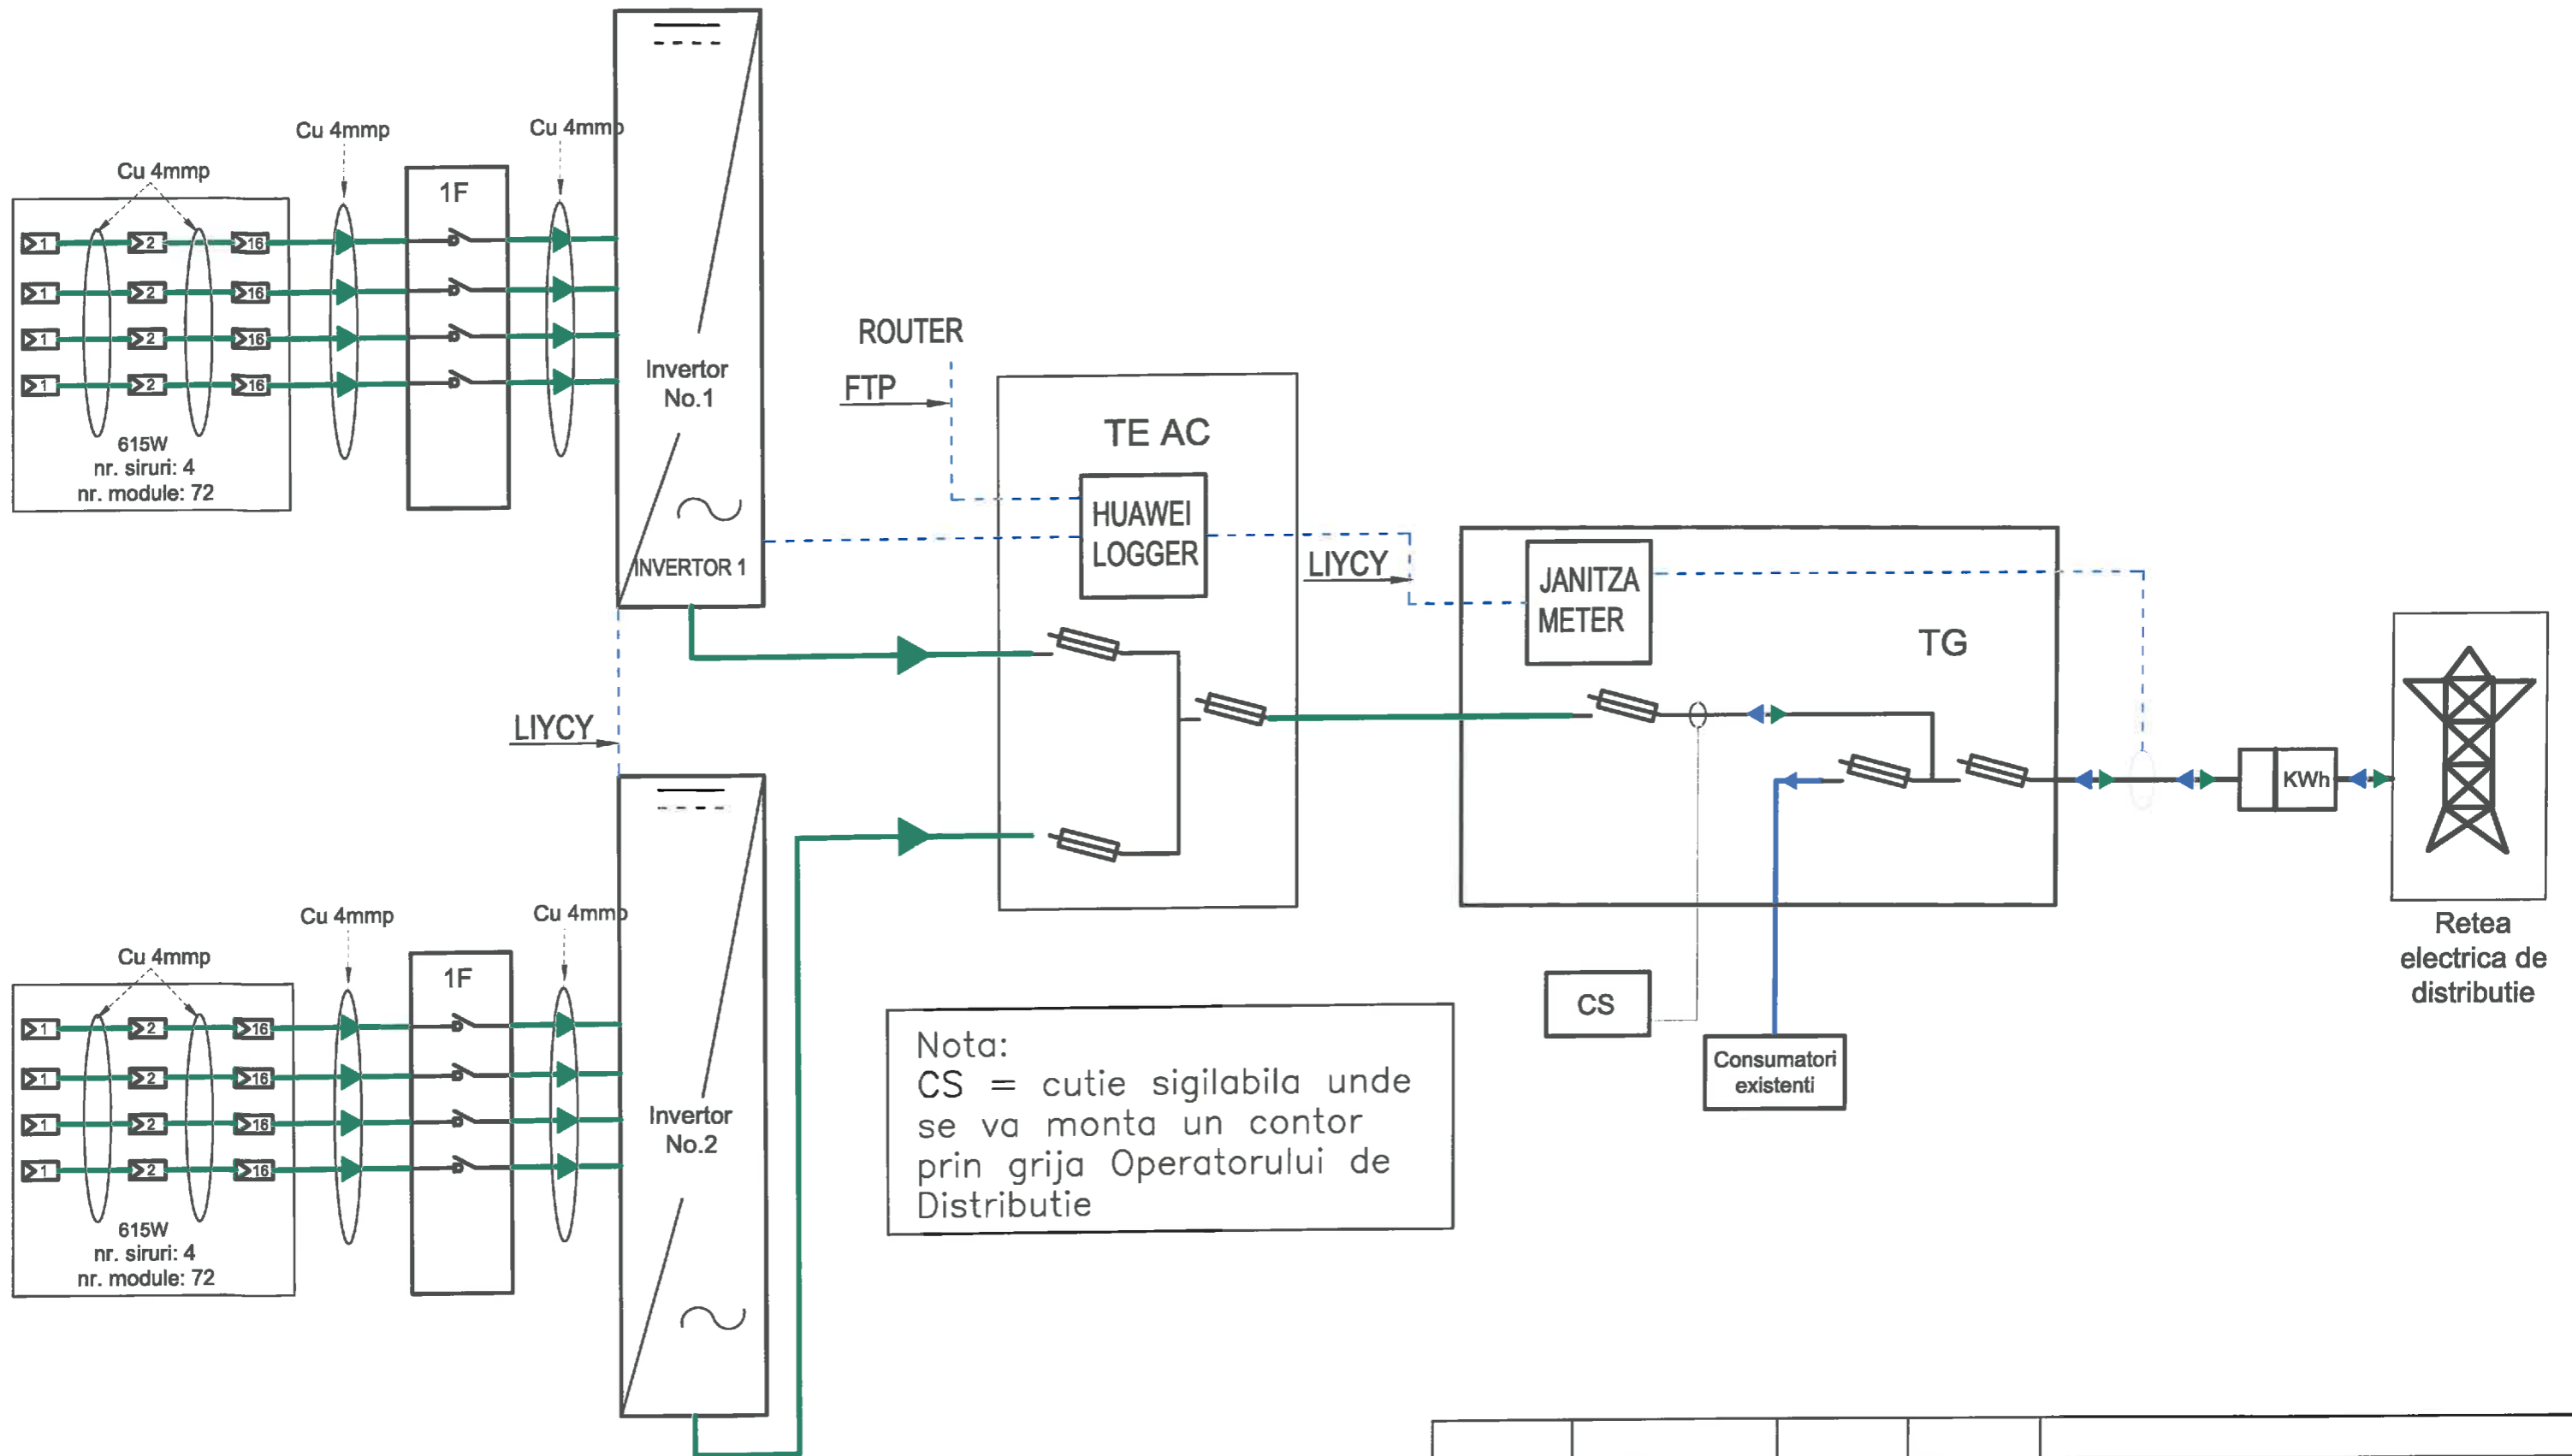 Cu 4mmp
Cu 4mmp
Cu 4mmp
1F
1 2 16
1 2 16
1 2 16
1 2 16
615W
nr. siruri: 4
nr. module: 72
Invertor
No.1
INVERTOR 1
ROUTER
FTP
TE AC
HUAWEI
LOGGER
LIYCY
JANITZA
METER
TG
KWh
Retea
electrica de
distributie
LIYCY
CS
Consumatori
existenti
Cu 4mmp
Cu 4mmp
Cu 4mmp
1F
1 2 16
1 2 16
1 2 16
1 2 16
615W
nr. siruri: 4
nr. module: 72
Invertor
No.2
Nota:
CS = cutie sigilabila unde
se va monta un contor
prin grija Operatorului de
Distributie